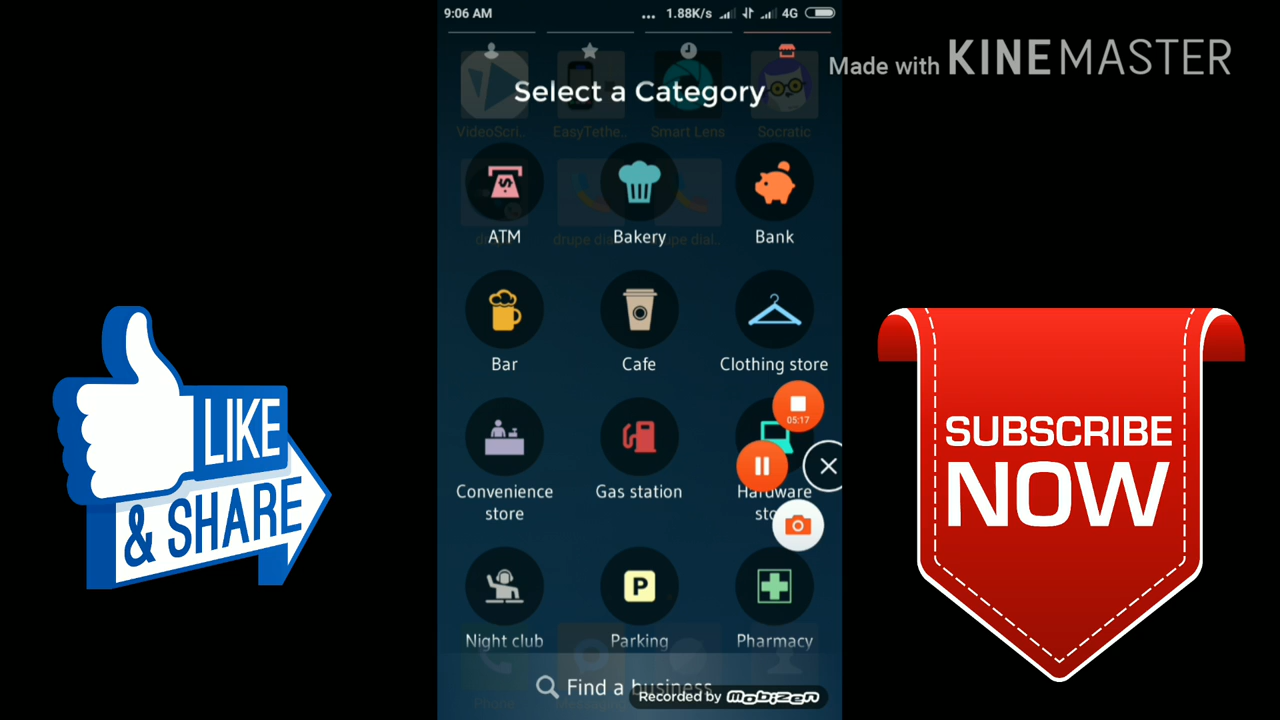 9:06 AM ... 1.88K/s 4G
Made with KINEMASTER
Select a Category
VideoScri.. EasyTethe.. Smart Lens Socratic
ATM Bakery Bank
Bar Cafe Clothing store
05:17
Convenience store Gas station Hardware
LIKE
& SHARE
SUBSCRIBE
NOW
P
Night club Parking Pharmacy
Find a business
Recorded by mobizen